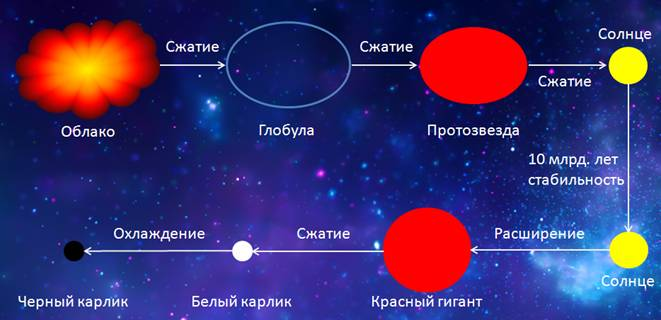 Солнце
Сжатие
Сжатие
Сжатие
Облако
Глобула
Протозвезда
10 млрд. лет
стабильность
Охлаждение
Сжатие
Расширение
Солнце
Черный карлик
Белый карлик
Красный гигант